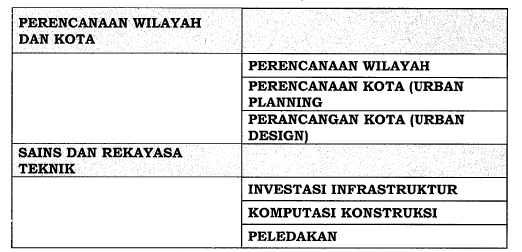 PERENCANAAN WILAYAH
DAN KOTA
PERENCANAAN WILAYAH
PERENCANAAN KOTA (URBAN
PLANNING
PERANCANGAN KOTA (URBAN
DESIGN)
SAINS DAN REKAYASA
TEKNIK
INVESTASI INFRASTRUKTUR
KOMPUTASI KONSTRUKSI
PELEDAKAN